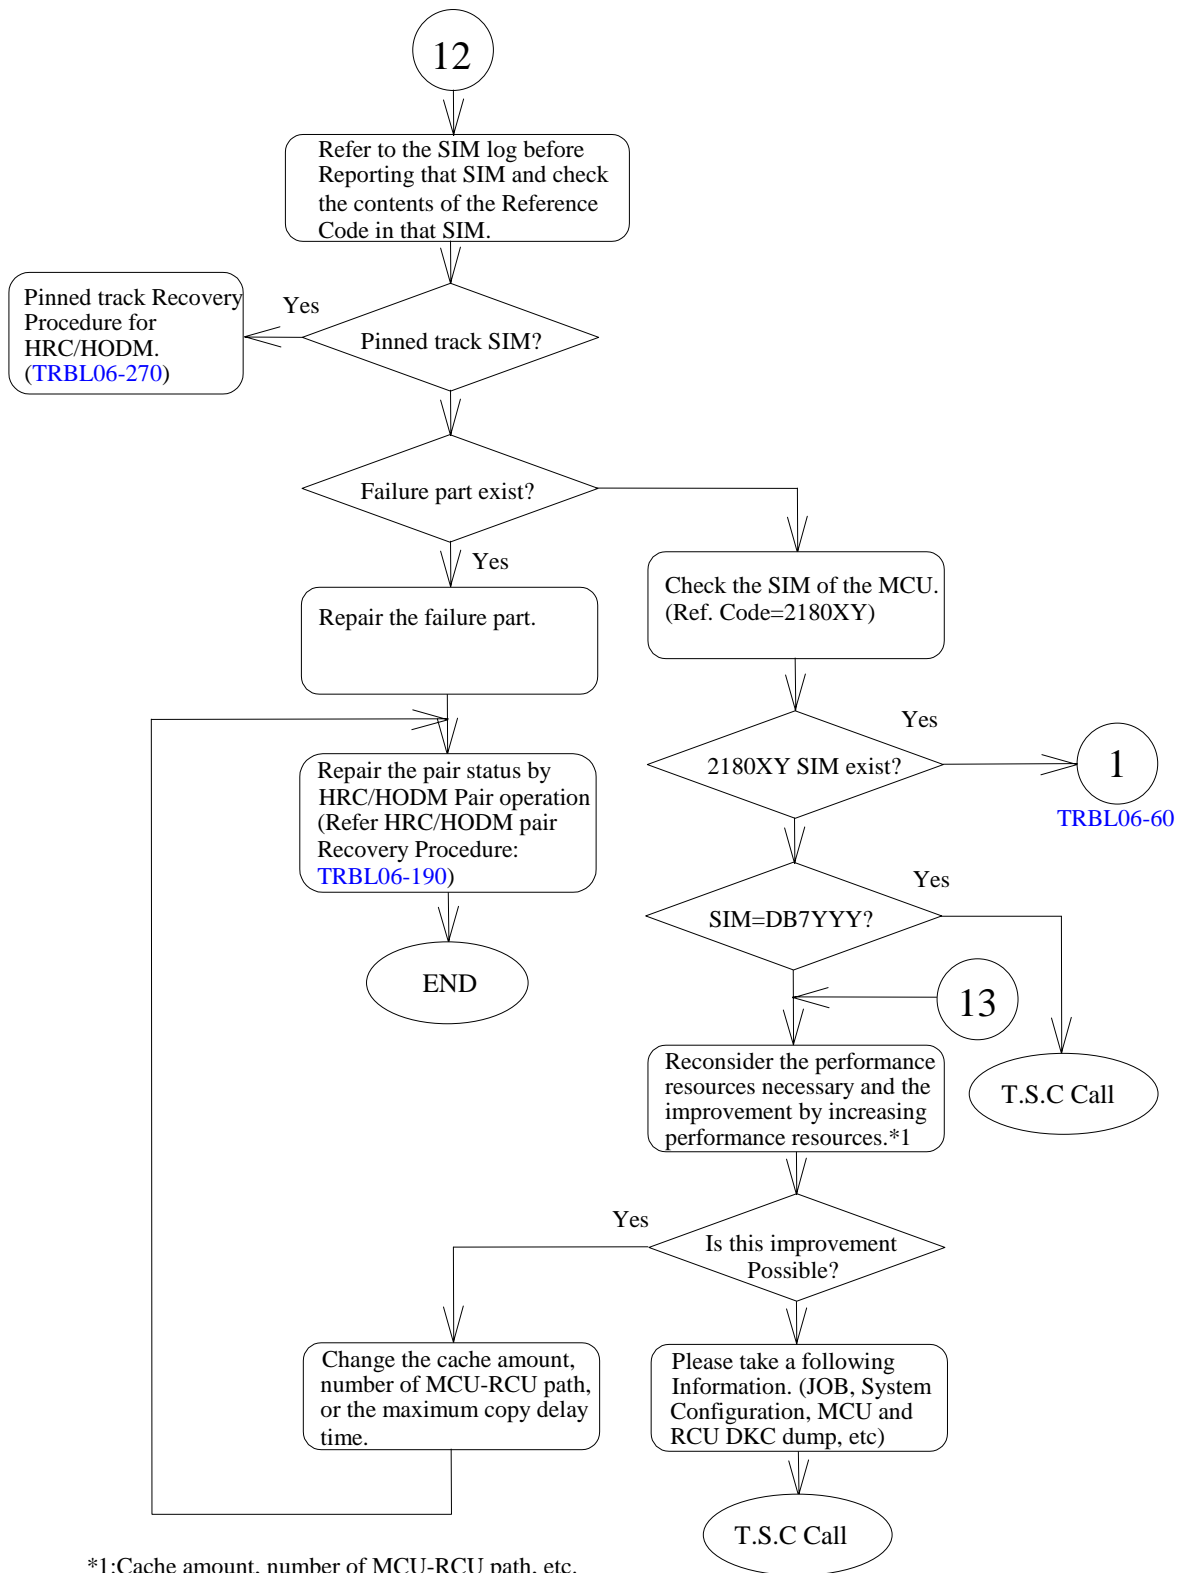 12
Refer to the SIM log before
Reporting that SIM and check
the contents of the Reference
Code in that SIM.
Pinned track Recovery
Procedure for
HRC/HODM.
(TRBL06-270)
Yes
Pinned track SIM?
Failure part exist?
Yes
Check the SIM of the MCU.
(Ref. Code=2180XY)
Repair the failure part.
Yes
2180XY SIM exist?
1
TRBL06-60
Repair the pair status by
HRC/HODM Pair operation
(Refer HRC/HODM pair
Recovery Procedure:
TRBL06-190)
Yes
SIM=DB7YYY?
END
13
Reconsider the performance
resources necessary and the
improvement by increasing
performance resources.*1
T.S.C Call
Yes
Is this improvement
Possible?
Change the cache amount,
number of MCU-RCU path,
or the maximum copy delay
time.
Please take a following
Information. (JOB, System
Configuration, MCU and
RCU DKC dump, etc)
T.S.C Call
*1:Cache amount, number of MCU-RCU path, etc.